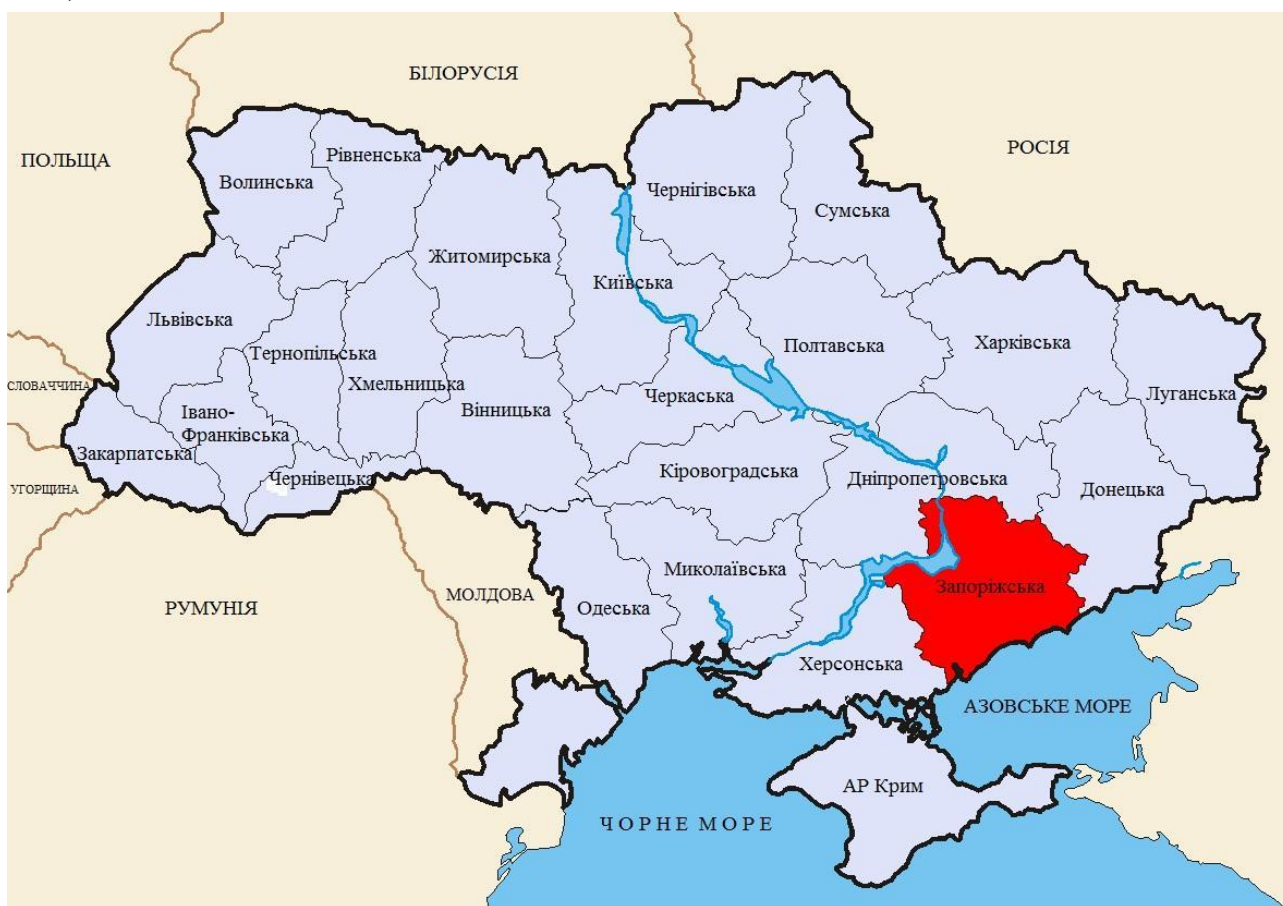 БІЛОРУСІЯ
ПОЛЬЩА
РОСІЯ
Рівненська
Волинська
Чернігівська
Сумська
Житомирська
Київська
Львівська
Тернопільська
Полтавська
Харківська
СЛОВАЧЧИНА
Хмельницька
Вінницька
Черкаська
Луганська
Івано-
Франківська
Закарпатська
Чернівецька
Кіровоградська
Дніпропетровська
Донецька
УГОРЩИНА
Миколаївська
Запоріжська
РУМУНІЯ
МОЛДОВА
Одеська
Херсонська
АЗОВСЬКЕ МОРЕ
АР Крим
ЧОРНЕ МОРЕ